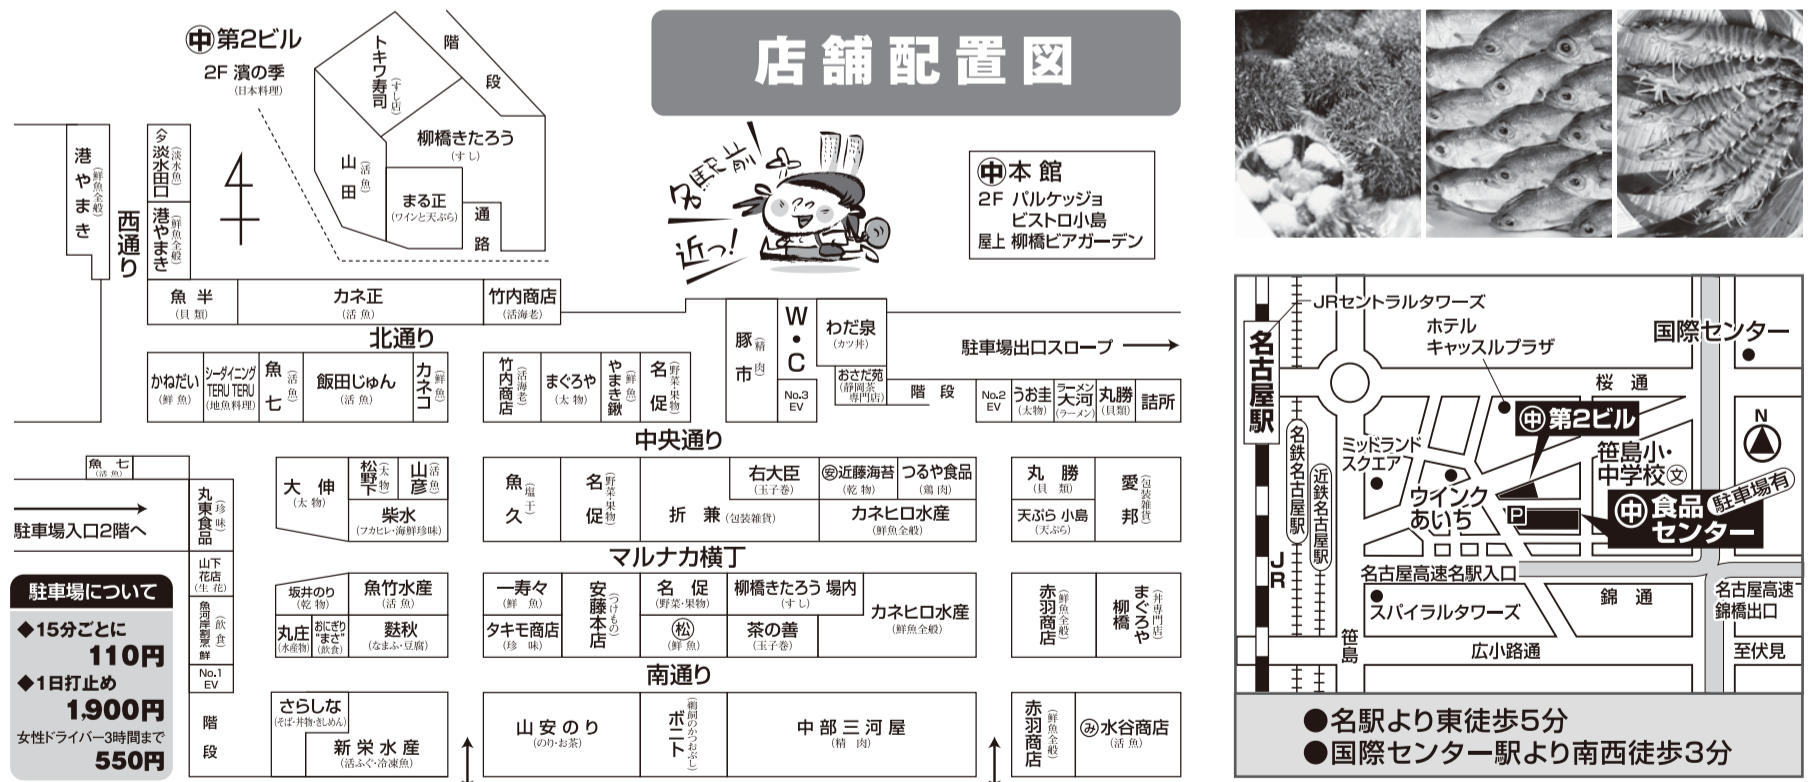 店舗配置図
中 第2ビル
2F 濱の季
(日本料理)
トキワ寿司
(すし店)
階段
柳橋きたろう
(すし)
山田
(活魚)
まる正
(ワインと天ぷら)
通路
名駅前
近っ!
中 本館
2F パルケッジョ
ビストロ小島
屋上 柳橋ビアガーデン
港やまき
(鮮魚全般)
西通り
ヘタ
淡水田口
(淡水魚)
港やまき
(鮮魚全般)
魚半
(貝類)
カネ正
(活魚)
竹内商店
(活海老)
北通り
かねだい
(鮮魚)
シーダイニング
TERU TERU
(地魚料理)
魚七
(活魚)
飯田じゅん
(活魚)
カネコ
(鮮魚)
竹内商店
(活海老)
まぐろや
(太物)
やまき鍬
(鮮魚)
名促
(野菜・果物)
豚市
(精肉)
W・C
No.3
EV
わだ泉
(カツ丼)
おさだ苑
(静岡茶
専門店)
階段
駐車場出口スロープ
No.2
EV
うお圭
(太物)
ラーメン
大河
(ラーメン)
丸勝
(貝類)
詰所
中央通り
魚七
(活魚)
丸東食品
(珍味)
駐車場入口2階へ
大伸
(太物)
松野下
(太物)
山彦
(活魚)
柴水
(フカヒレ・海鮮珍味)
魚久
(塩干)
名促
(野菜・果物)
折兼
(包装雑貨)
右大臣
(玉子巻)
安近藤海苔
(乾物)
つるや食品
(鶏肉)
カネヒロ水産
(鮮魚全般)
丸勝
(貝類)
天ぷら 小島
(天ぷら)
愛邦
(包装雑貨)
マルナカ横丁
山下
花店
(生花)
魚河岸割烹 鮮
(飲食)
No.1
EV
階段
坂井のり
(乾物)
魚竹水産
(活魚)
丸庄
(水産物)
おにぎり
"まさ"
(飲食)
麩秋
(なまふ・豆腐)
一寿々
(鮮魚)
タキモ商店
(珍味)
安藤本店
(つけもの)
名促
(野菜・果物)
松
(鮮魚)
柳橋きたろう 場内
(すし)
茶の善
(玉子巻)
カネヒロ水産
(鮮魚全般)
赤羽商店
(鮮魚全般)
まぐろや
柳橋
(丼専門店)
南通り
さらしな
(そば・丼物・きしめん)
新栄水産
(活ふぐ・冷凍魚)
山安のり
(のり・お茶)
ボニト
(鵜飼のかつおぶし)
中部三河屋
(精肉)
赤羽商店
(鮮魚全般)
み水谷商店
(活魚)
駐車場について
◆15分ごとに
110円
◆1日打止め
1,900円
女性ドライバー3時間まで
550円
JRセントラルタワーズ
名古屋駅
ホテル
キャッスルプラザ
国際センター
桜通
名鉄名古屋駅
近鉄名古屋駅
ミッドランド
スクエア
中 第2ビル
笹島小・
中学校 文
N
ウインク
あいち
P
中 食品
センター
駐車場有
JR
名古屋高速名駅入口
スパイラルタワーズ
錦通
名古屋高速
錦橋出口
笹島
広小路通
至伏見
●名駅より東徒歩5分
●国際センター駅より南西徒歩3分